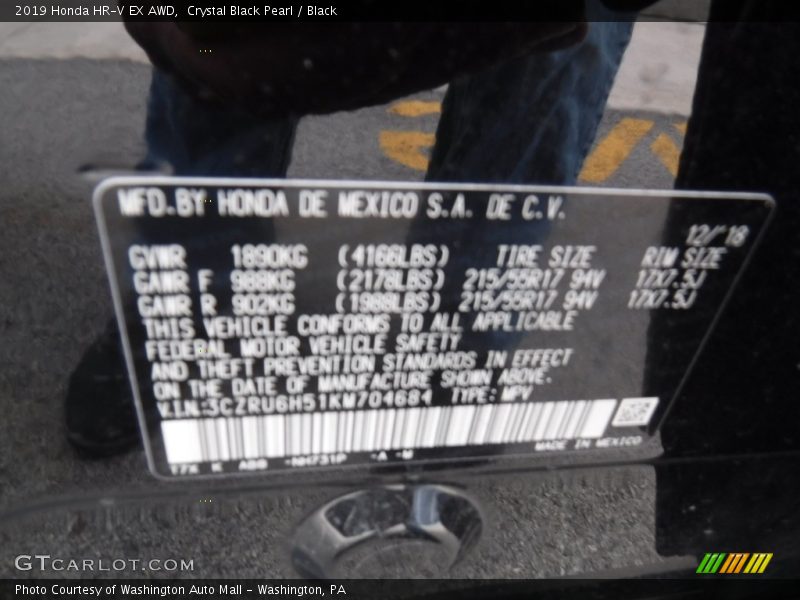 2019 Honda HR-V EX AWD, Crystal Black Pearl / Black
MFD.BY HONDA DE MEXICO S.A. DE C.V.
12/18
GVWR 1890KG (4166LBS) TIRE SIZE RIM SIZE
GAWR F 988KG (2178LBS) 215/55R17 94V 17X7.5J
GAWR R 902KG (1988LBS) 215/55R17 94V 17X7.5J
THIS VEHICLE CONFORMS TO ALL APPLICABLE
FEDERAL MOTOR VEHICLE SAFETY
AND THEFT PREVENTION STANDARDS IN EFFECT
ON THE DATE OF MANUFACTURE SHOWN ABOVE.
V.I.N:3CZRU6H51KM704684 TYPE: MPV
MADE IN MEXICO
GTCARLOT.COM
Photo Courtesy of Washington Auto Mall - Washington, PA